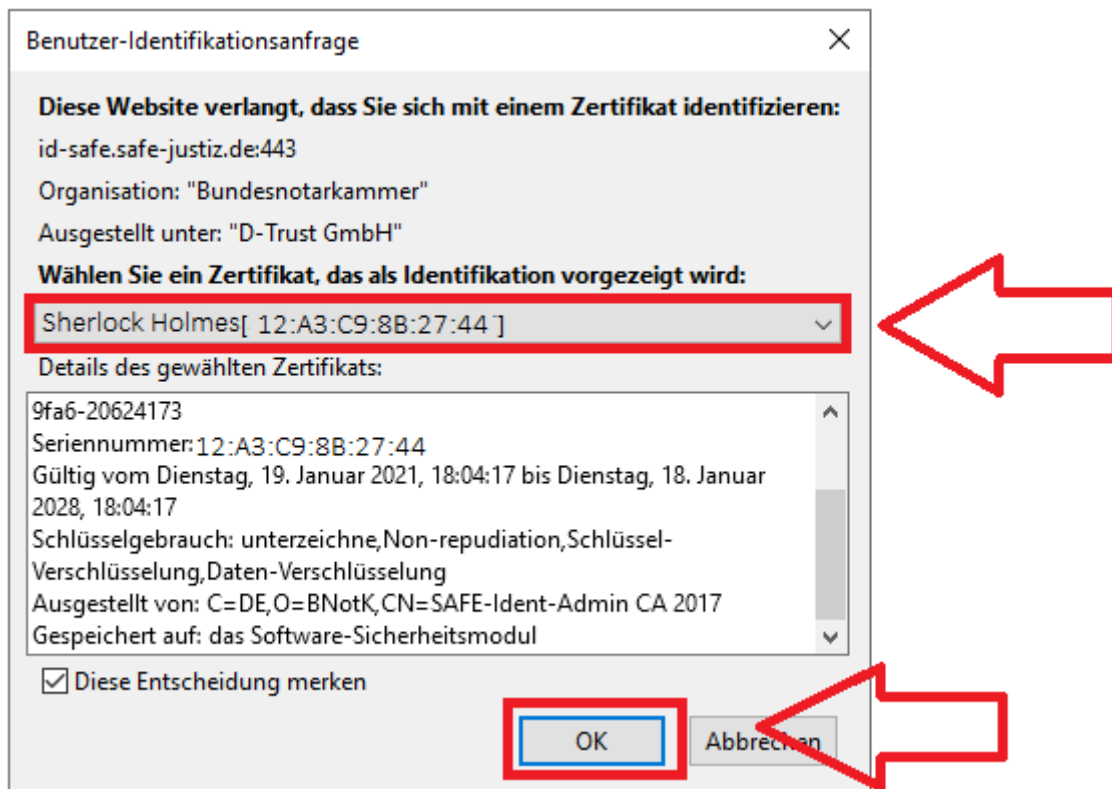 Benutzer-Identifikationsanfrage
Diese Website verlangt, dass Sie sich mit einem Zertifikat identifizieren:
id-safe.safe-justiz.de:443
Organisation: "Bundesnotarkammer"
Ausgestellt unter: "D-Trust GmbH"
Wählen Sie ein Zertifikat, das als Identifikation vorgezeigt wird:
Sherlock Holmes[ 12:A3:C9:8B:27:44 ]
Details des gewählten Zertifikats:
9fa6-20624173
Seriennummer:12:A3:C9:8B:27:44
Gültig vom Dienstag, 19. Januar 2021, 18:04:17 bis Dienstag, 18. Januar
2028, 18:04:17
Schlüsselgebrauch: unterzeichne,Non-repudiation,Schlüssel-
Verschlüsselung,Daten-Verschlüsselung
Ausgestellt von: C=DE,O=BNotK,CN=SAFE-Ident-Admin CA 2017
Gespeichert auf: das Software-Sicherheitsmodul
Diese Entscheidung merken
OK
Abbrechen